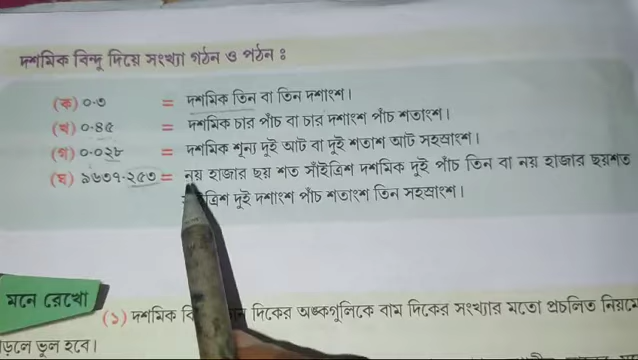 দশমিক বিন্দু দিয়ে সংখ্যা গঠন ও পঠন :
(ক) ০·৩ = দশমিক তিন বা তিন দশাংশ।
(খ) ০·৪৫ = দশমিক চার পাঁচ বা চার দশাংশ পাঁচ শতাংশ।
(গ) ০·০২৮ = দশমিক শূন্য দুই আট বা দুই শতাংশ আট সহস্রাংশ।
(ঘ) ৯৬৩৭·২৫৩ = নয় হাজার ছয় শত সাঁইত্রিশ দশমিক দুই পাঁচ তিন বা নয় হাজার ছয়শত
দুই দশাংশ পাঁচ শতাংশ তিন সহস্রাংশ।
মনে রেখো
(১) দশমিক দিকের অঙ্কগুলিকে বাম দিকের সংখ্যার মতো প্রচলিত নিয়মে
ভুল হবে।